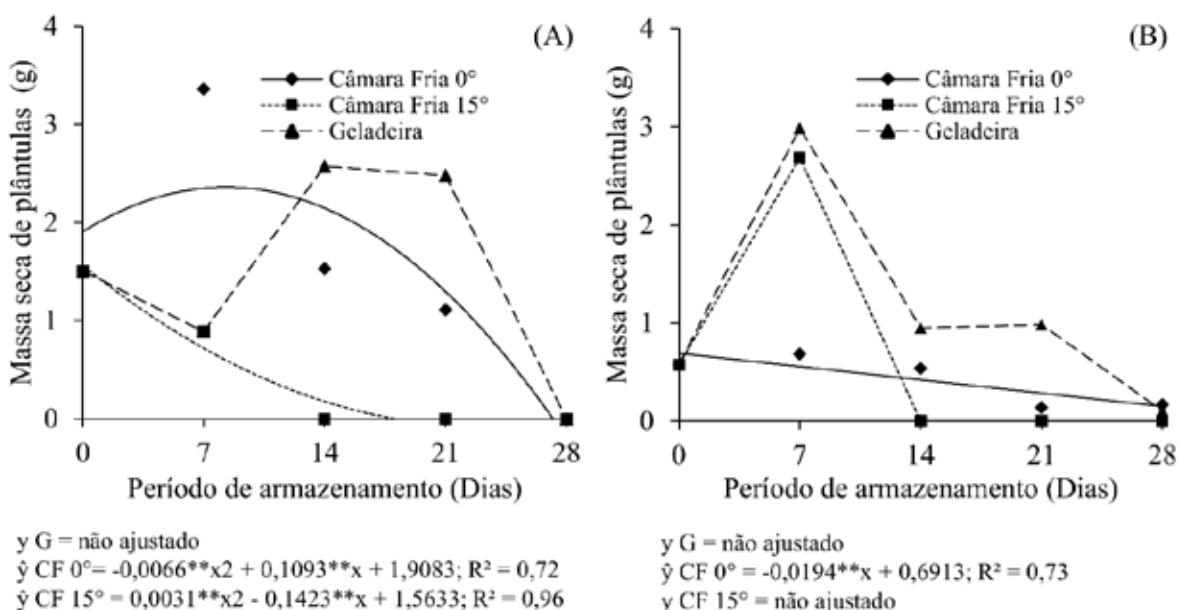 (A)
Massa seca de plântulas (g)
4
3
2
1
0
Câmara Fria 0°
Câmara Fria 15°
Geladeira
0 7 14 21 28
Período de armazenamento (Dias)
y G = não ajustado
ŷ CF 0°= -0,0066**x2 + 0,1093**x + 1,9083; R² = 0,72
ŷ CF 15° = 0,0031**x2 - 0,1423**x + 1,5633; R² = 0,96
(B)
Massa seca de plântulas (g)
4
3
2
1
0
Câmara Fria 0°
Câmara Fria 15°
Geladeira
0 7 14 21 28
Período de armazenamento (Dias)
y G = não ajustado
ŷ CF 0° = -0,0194**x + 0,6913; R² = 0,73
y CF 15° = não ajustado